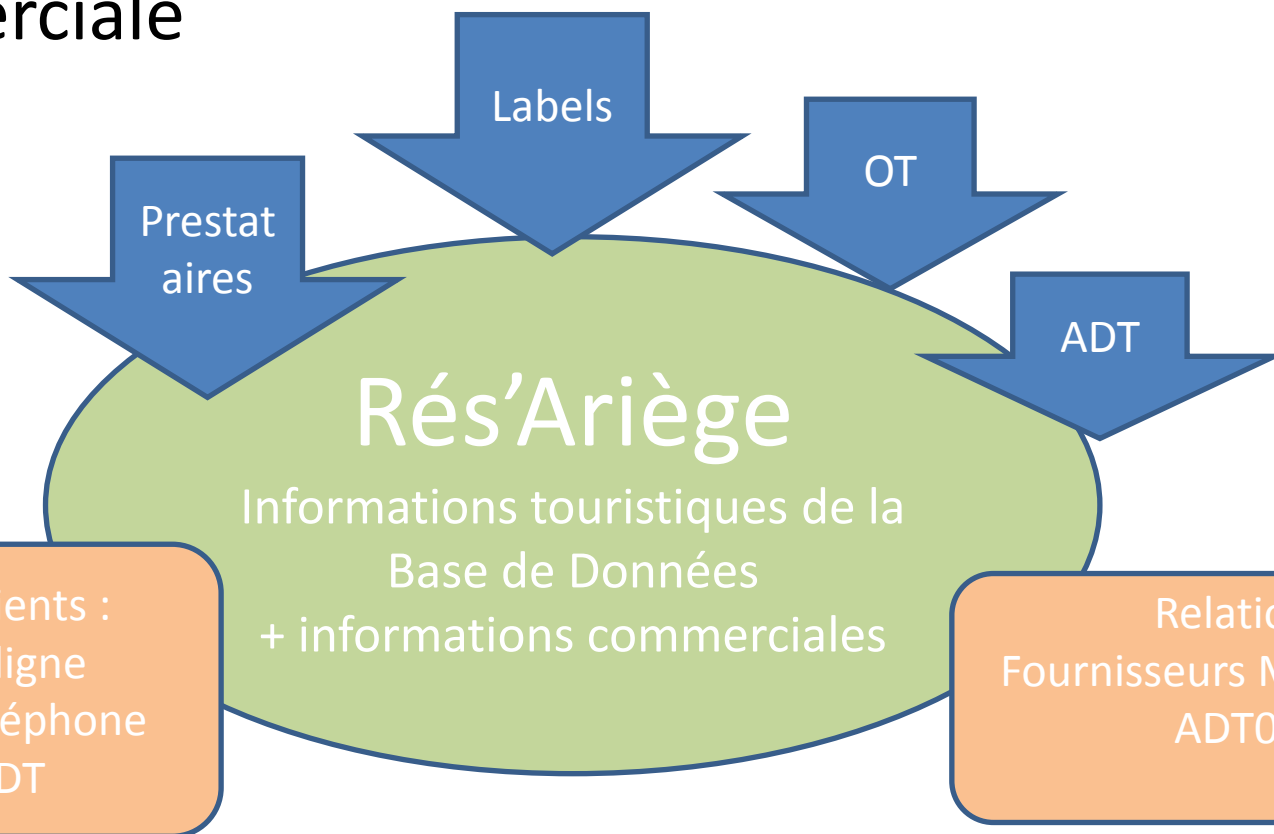 erciale
Labels
OT
Prestat
aires
ADT
Rés’Ariège
Informations touristiques de la
Base de Données
+ informations commerciales
ients :
ligne
éphone
DT
Relatio
Fournisseurs
ADT0